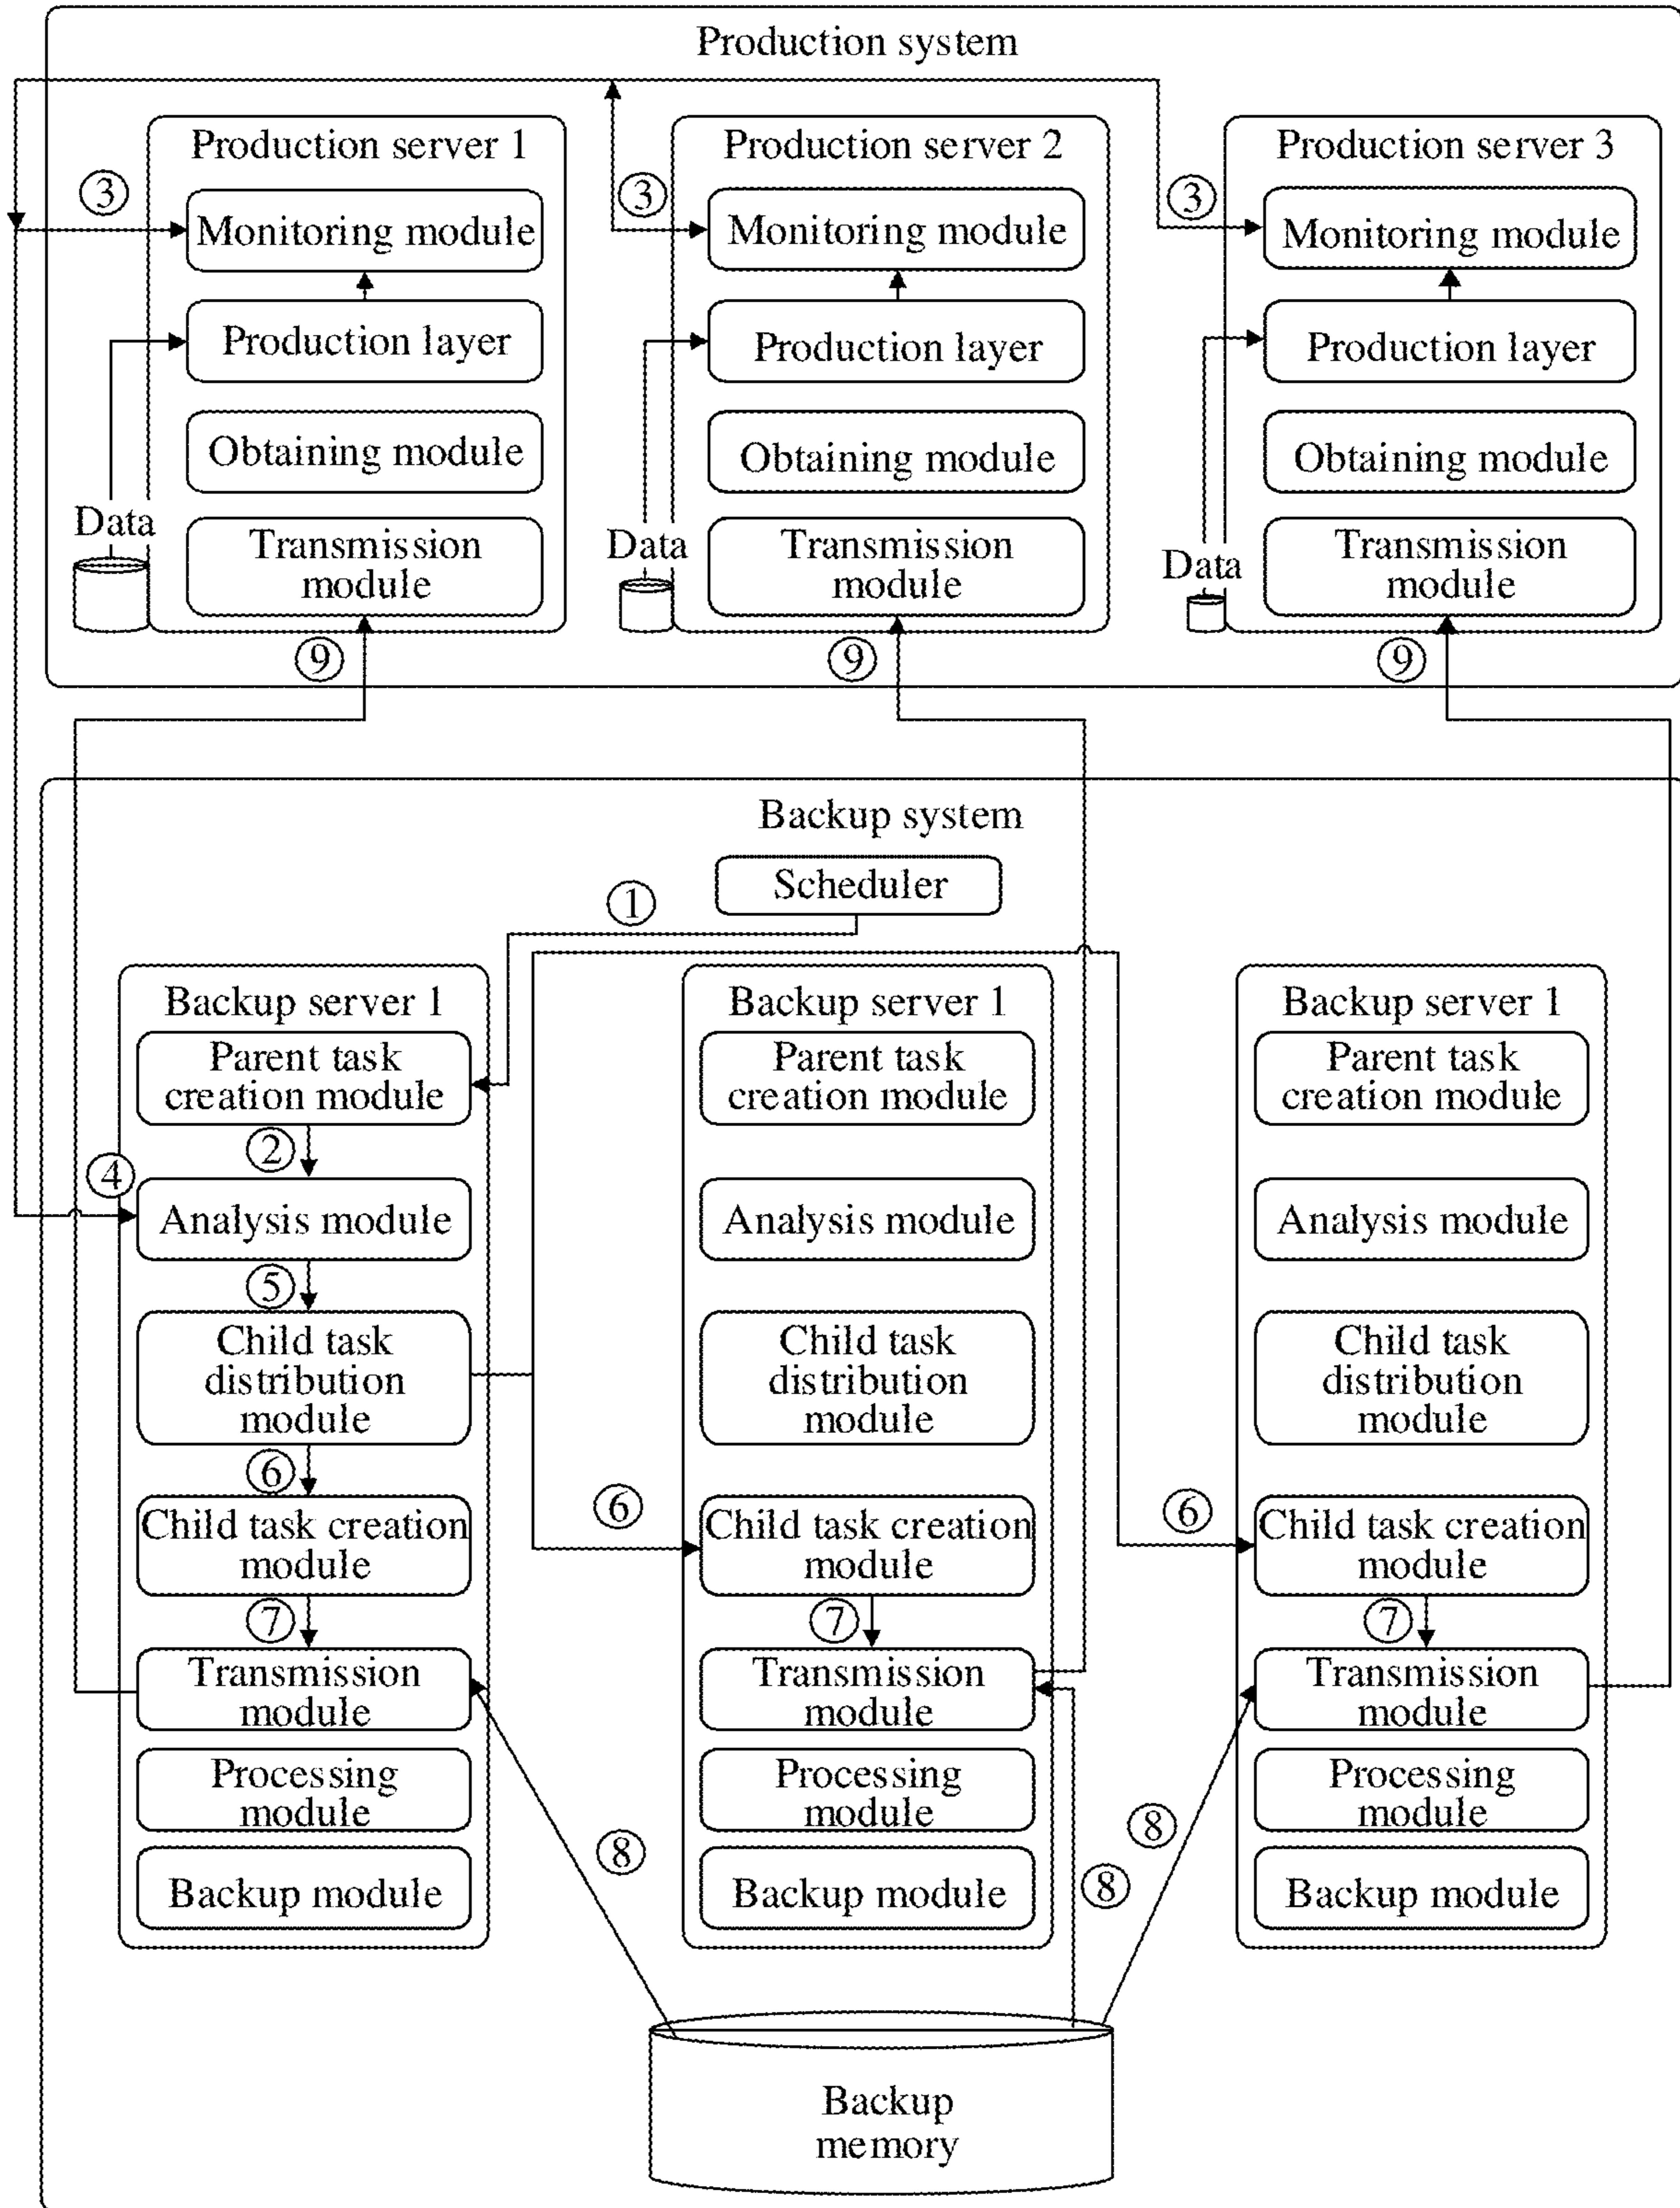 Production system
Production server 1
③
Monitoring module
Production layer
Obtaining module
Data
Transmission
module
⑨
Production server 2
③
Monitoring module
Production layer
Obtaining module
Data
Transmission
module
⑨
Production server 3
③
Monitoring module
Production layer
Obtaining module
Data
Transmission
module
⑨
Backup system
Scheduler
①
Backup server 1
Parent task
creation module
②
④
Analysis module
⑤
Child task
distribution
module
⑥
Child task creation
module
⑦
Transmission
module
Processing
module
Backup module
⑧
Backup server 1
Parent task
creation module
Analysis module
Child task
distribution
module
⑥
Child task creation
module
⑦
Transmission
module
Processing
module
Backup module
⑧
Backup server 1
Parent task
creation module
Analysis module
Child task
distribution
module
⑥
Child task creation
module
⑦
Transmission
module
Processing
module
Backup module
⑧
Backup
memory